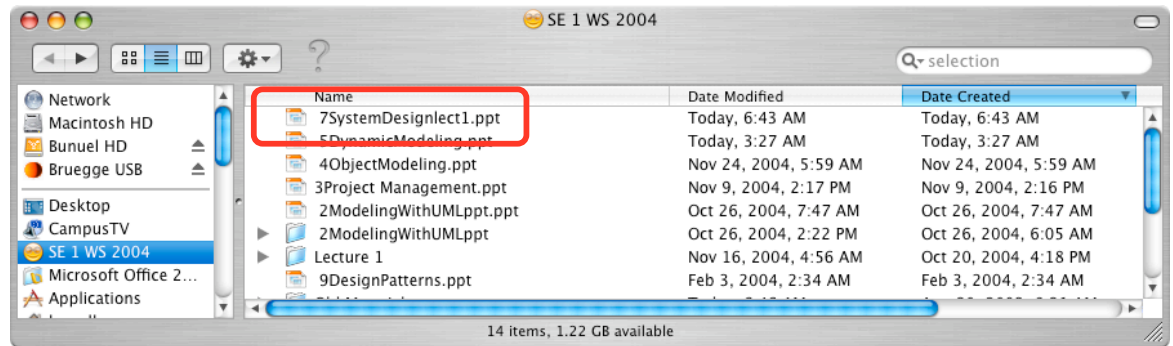 SE 1 WS 2004
selection
Name Date Modified Date Created
Network
Macintosh HD
Bunuel HD
Bruegge USB
Desktop
CampusTV
SE 1 WS 2004
Microsoft Office 2...
Applications
7SystemDesignlect1.ppt Today, 6:43 AM Today, 6:43 AM
5DynamicModeling.ppt Today, 3:27 AM Today, 3:27 AM
4ObjectModeling.ppt Nov 24, 2004, 5:59 AM Nov 24, 2004, 5:59 AM
3Project Management.ppt Nov 9, 2004, 2:17 PM Nov 9, 2004, 2:16 PM
2ModelingWithUMLppt.ppt Oct 26, 2004, 7:47 AM Oct 26, 2004, 7:47 AM
2ModelingWithUMLppt Oct 26, 2004, 2:22 PM Oct 26, 2004, 6:05 AM
Lecture 1 Nov 16, 2004, 4:56 AM Oct 20, 2004, 4:18 PM
9DesignPatterns.ppt Feb 3, 2004, 2:34 AM Feb 3, 2004, 2:34 AM
14 items, 1.22 GB available